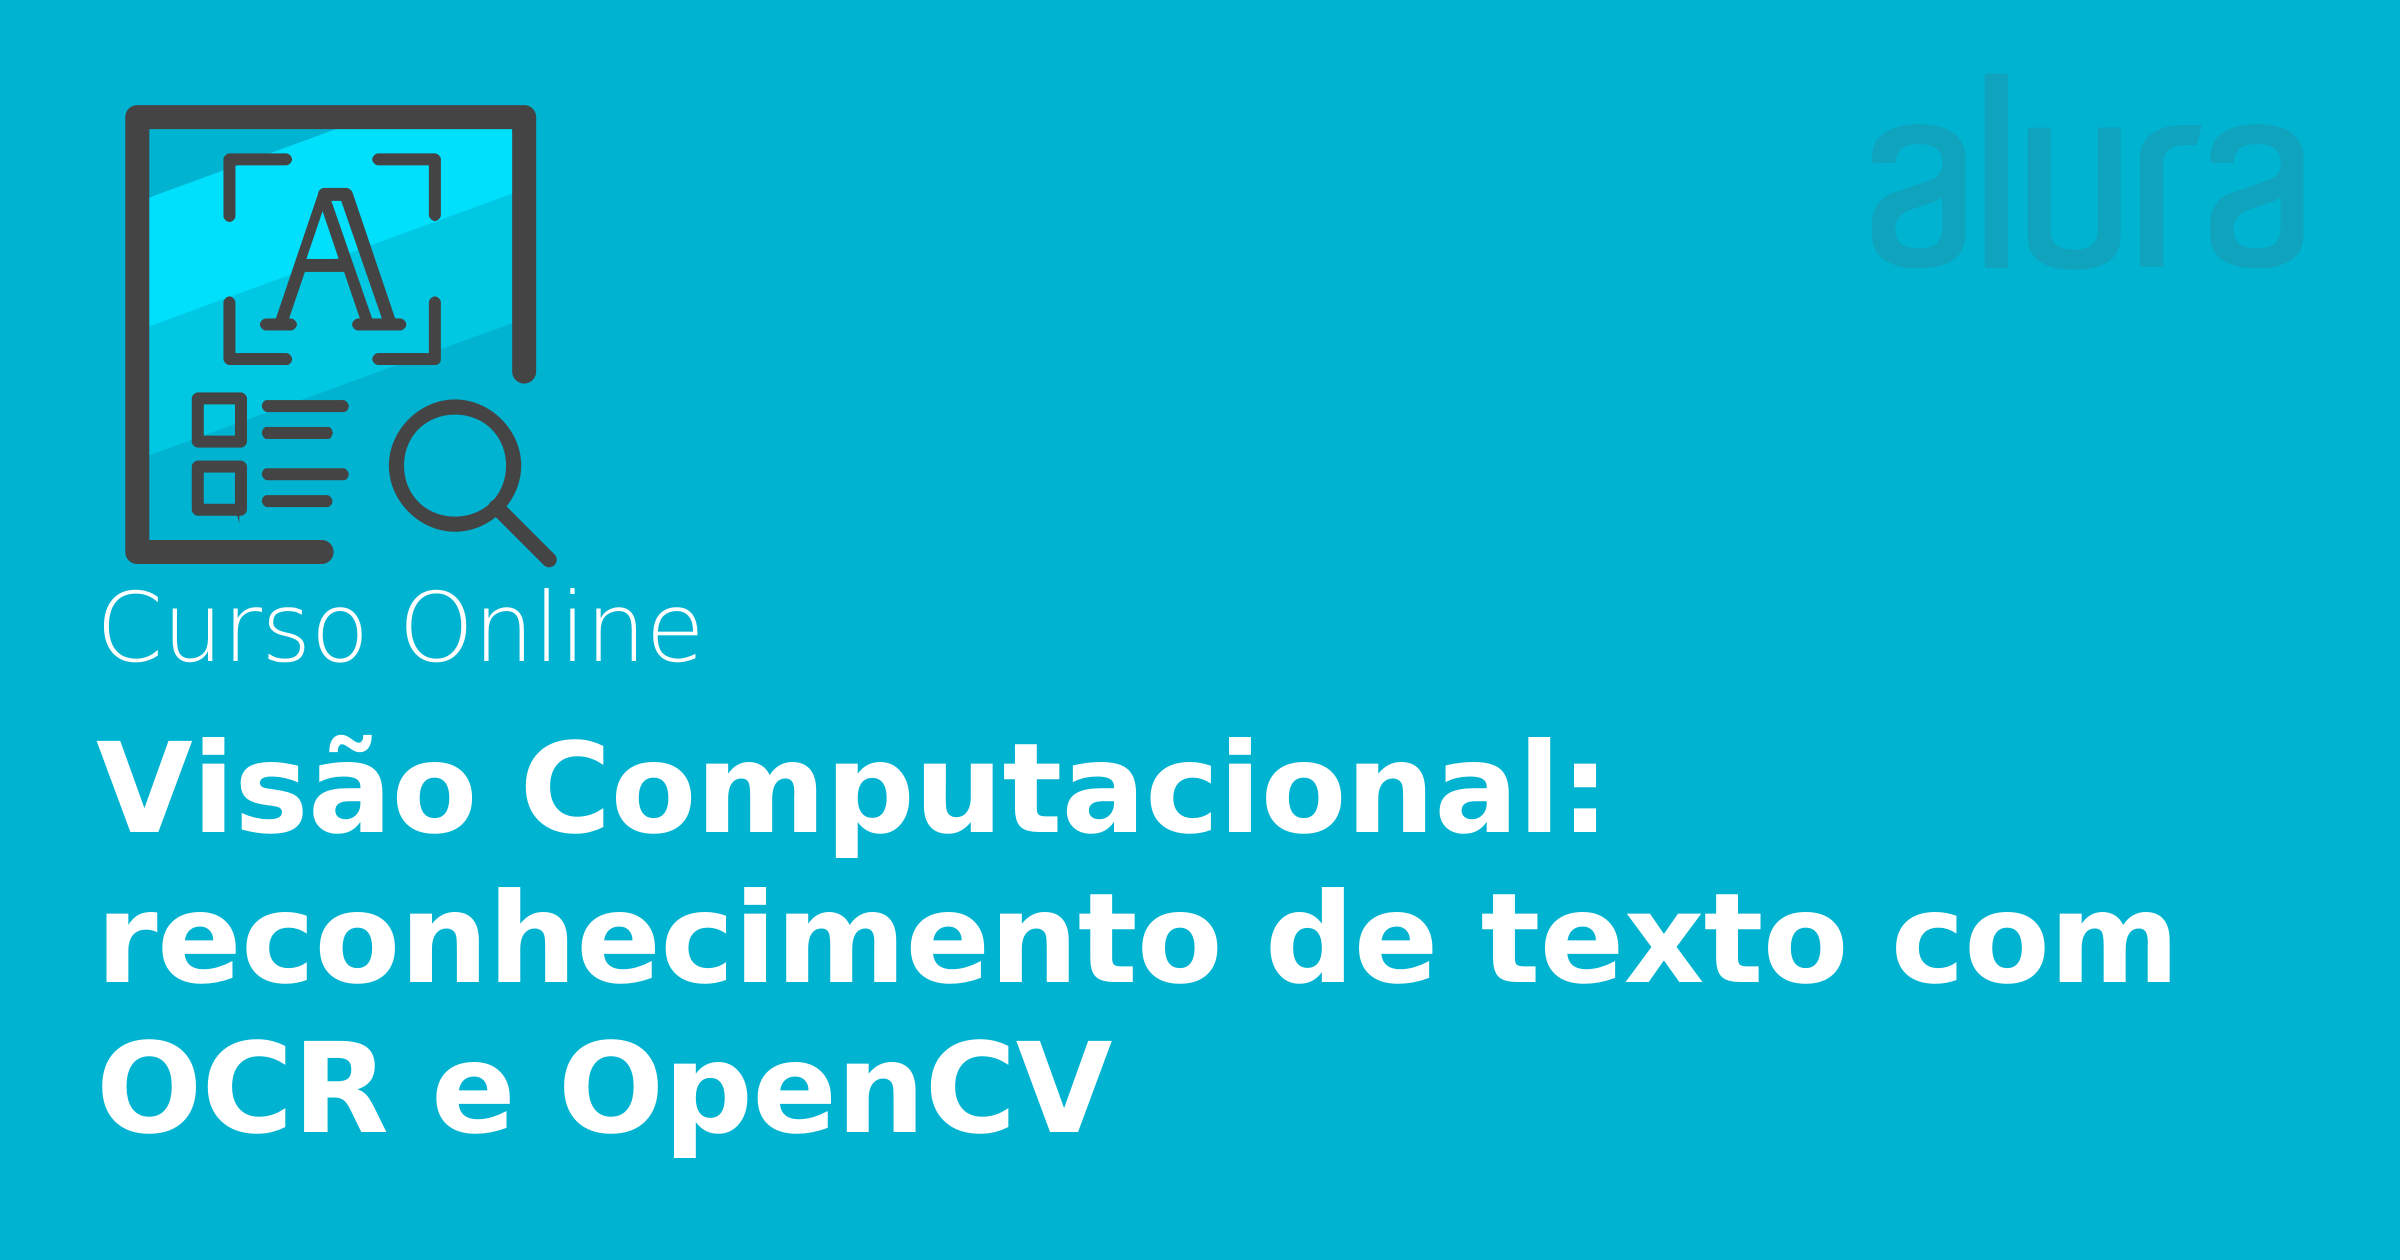 alura
A
Curso Online
Visão Computacional:
reconhecimento de texto com
OCR e OpenCV